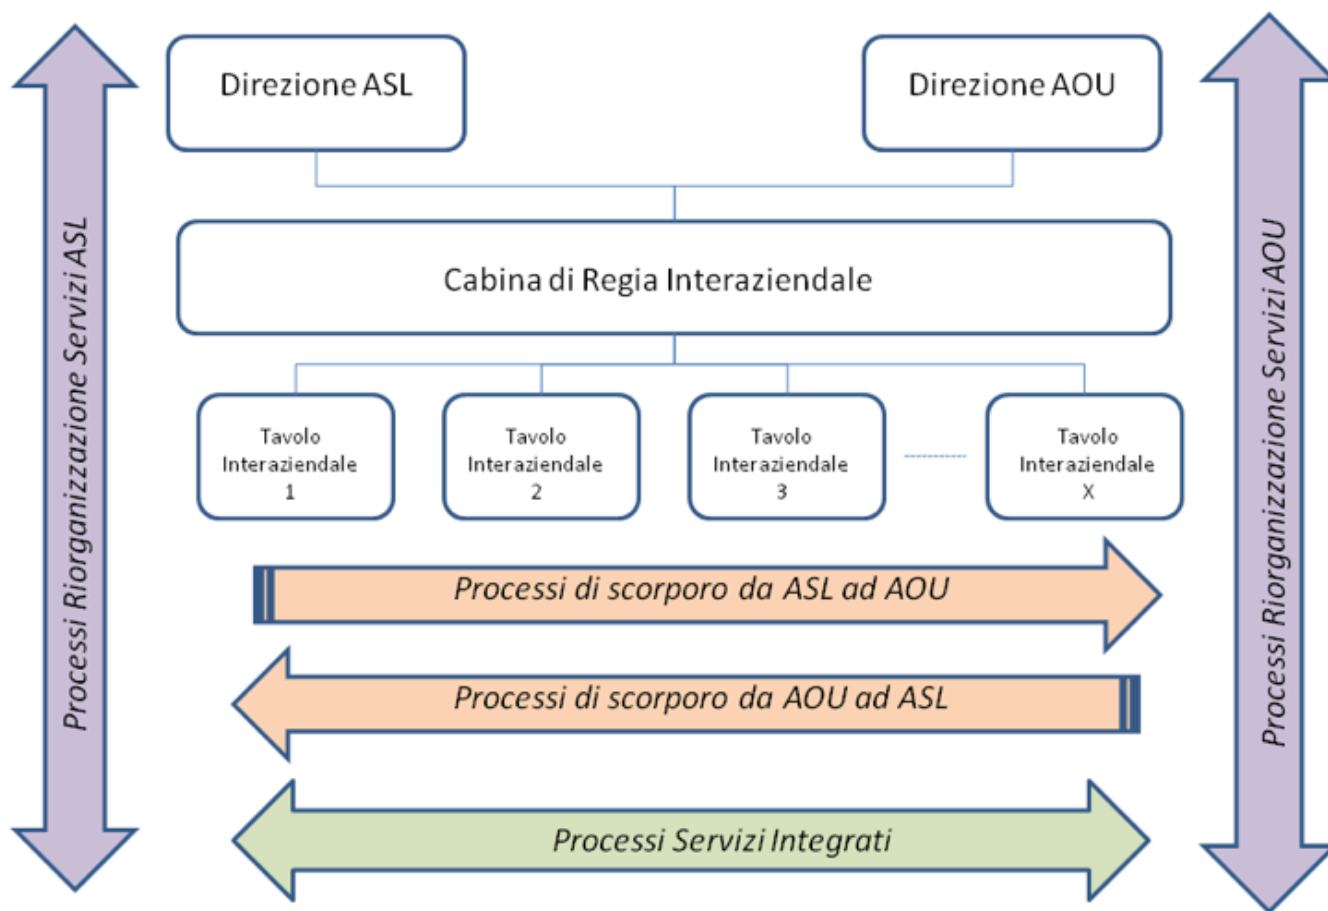 Direzione ASL
Direzione AOU
Cabina di Regia Interaziendale
Tavolo
Interaziendale
1
Tavolo
Interaziendale
2
Tavolo
Interaziendale
3
Tavolo
Interaziendale
X
Processi di scorporo da ASL ad AOU
Processi di scorporo da AOU ad ASL
Processi Servizi Integrati
Processi Riorganizzazione Servizi ASL
Processi Riorganizzazione Servizi AOU